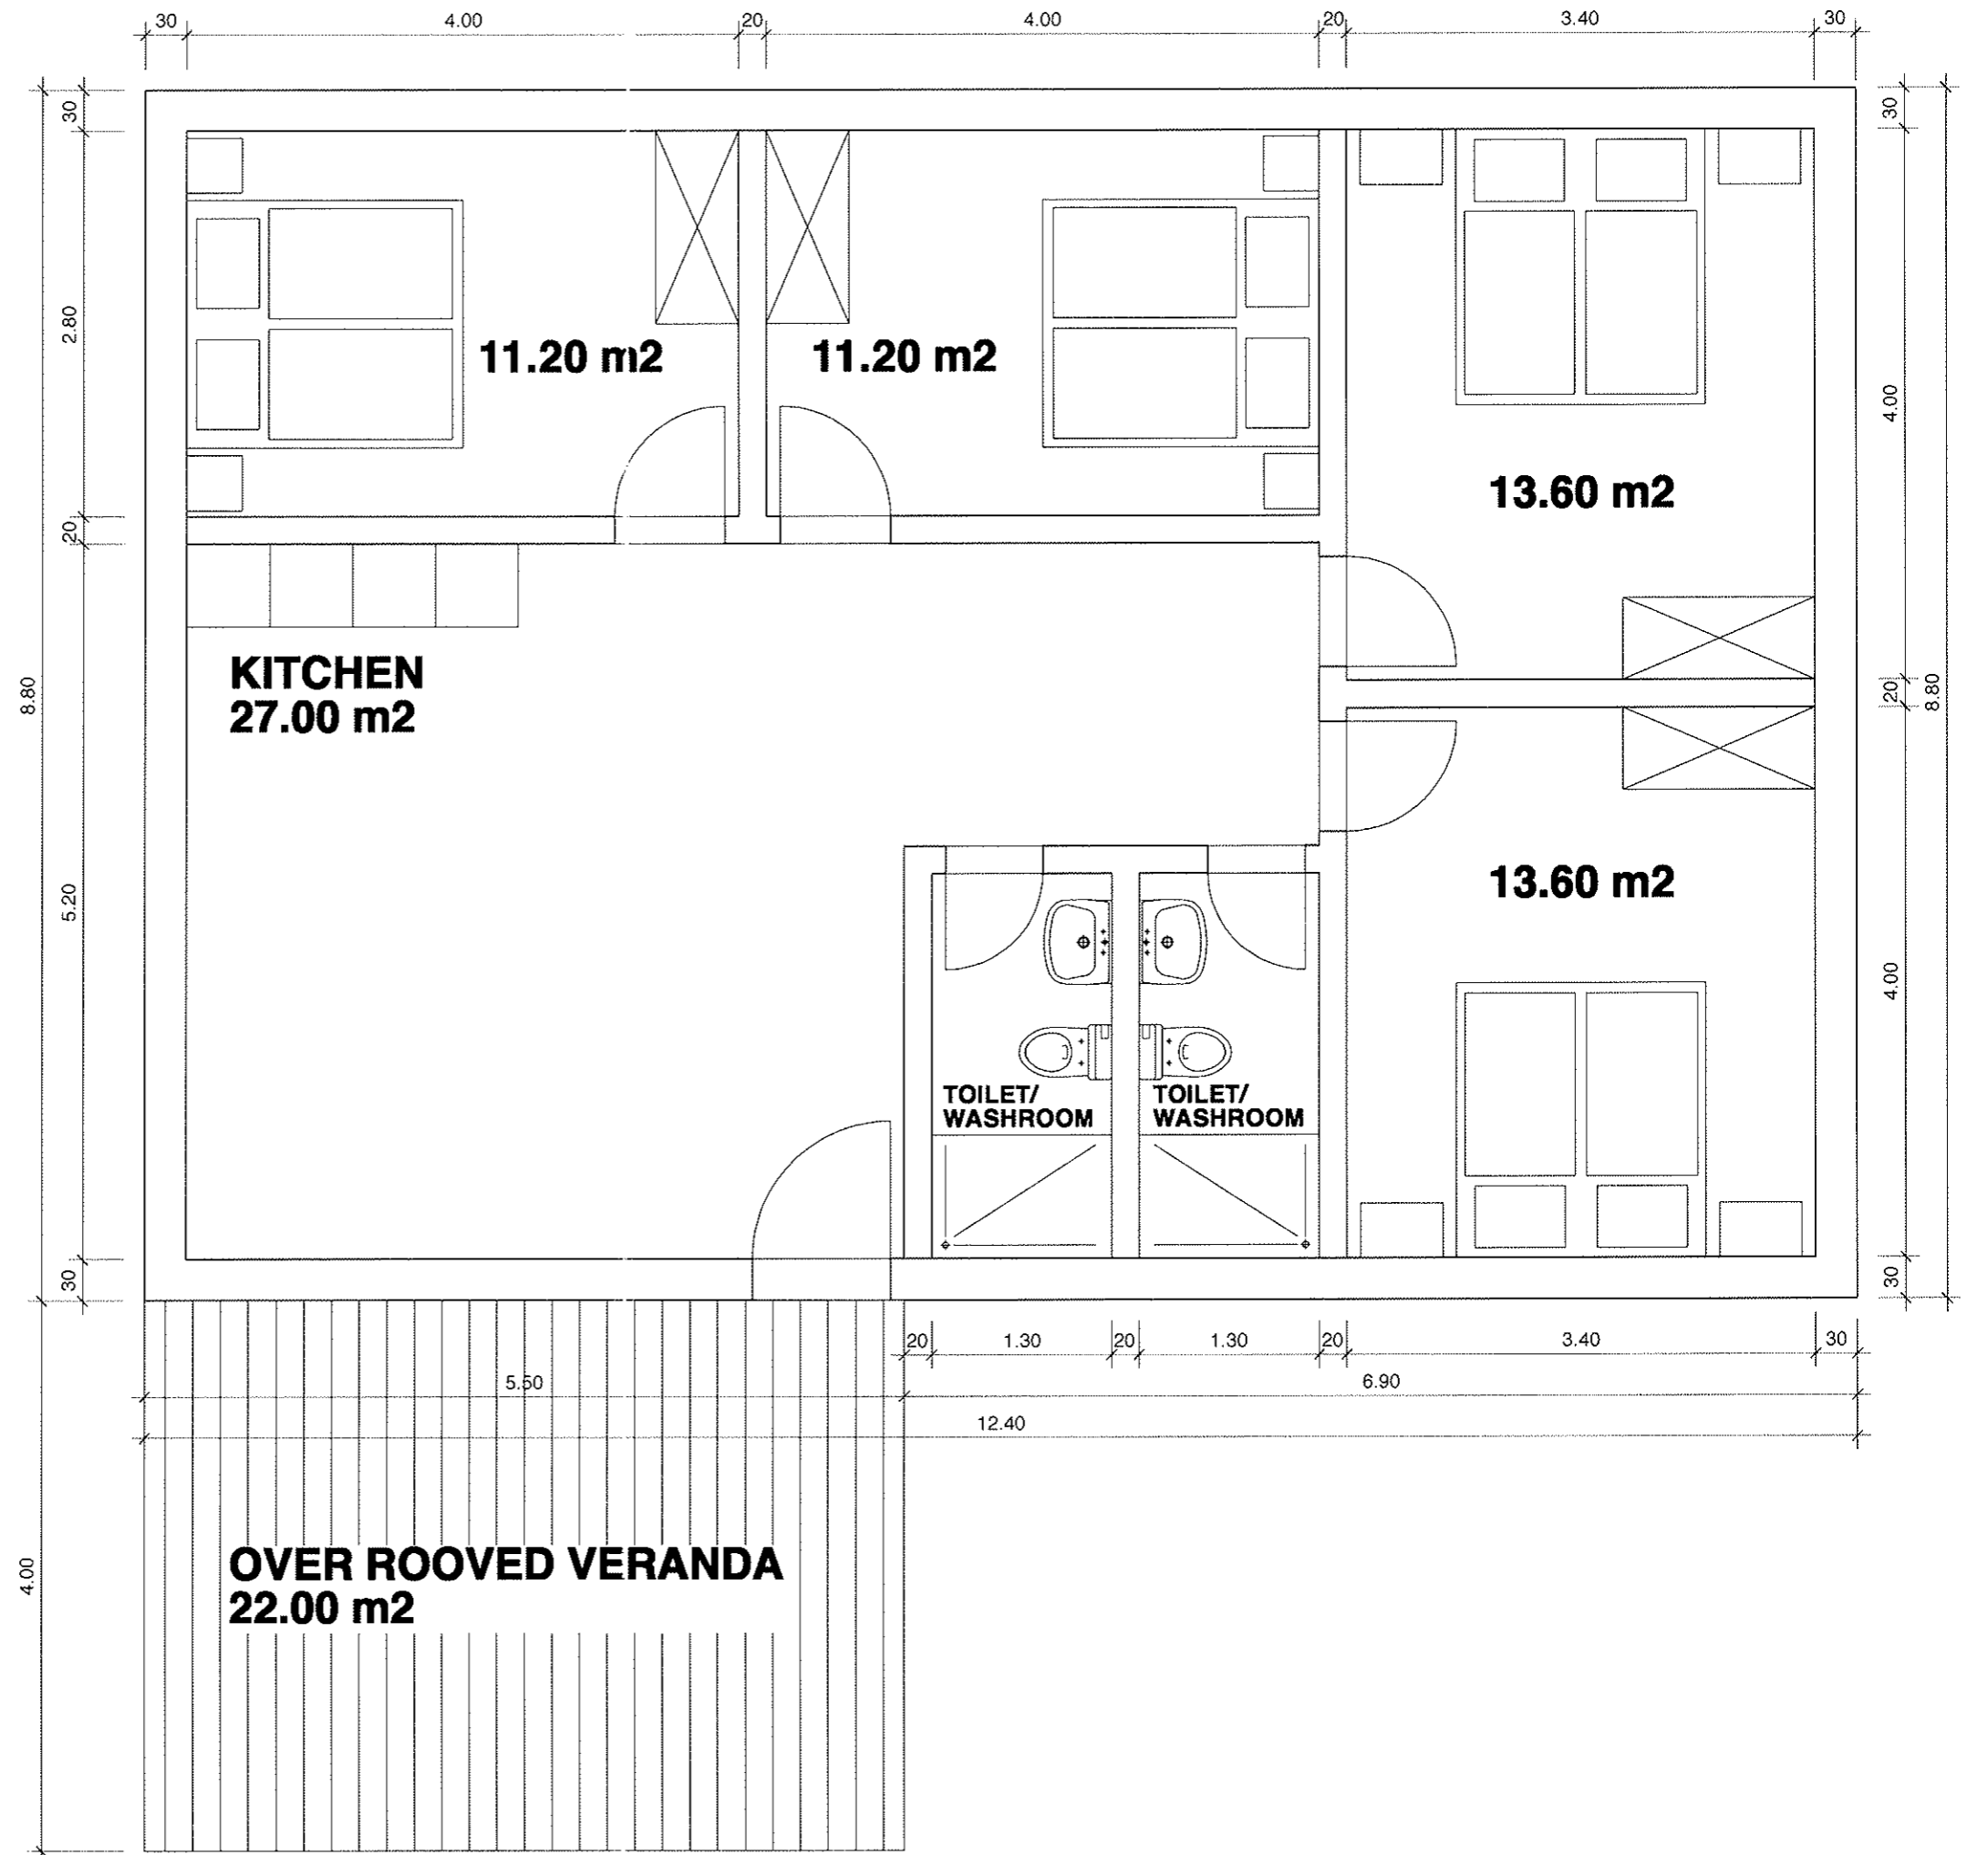 30 4.00 20 4.00 20 3.40 30
30
30
2.80
11.20 m2
11.20 m2
4.00
13.60 m2
20
KITCHEN
27.00 m2
8.80
20
8.80
5.20
13.60 m2
4.00
TOILET/
WASHROOM
TOILET/
WASHROOM
30
30
20 1.30 20 1.30 20 3.40 30
5.50
6.90
12.40
OVER ROOVED VERANDA
22.00 m2
4.00